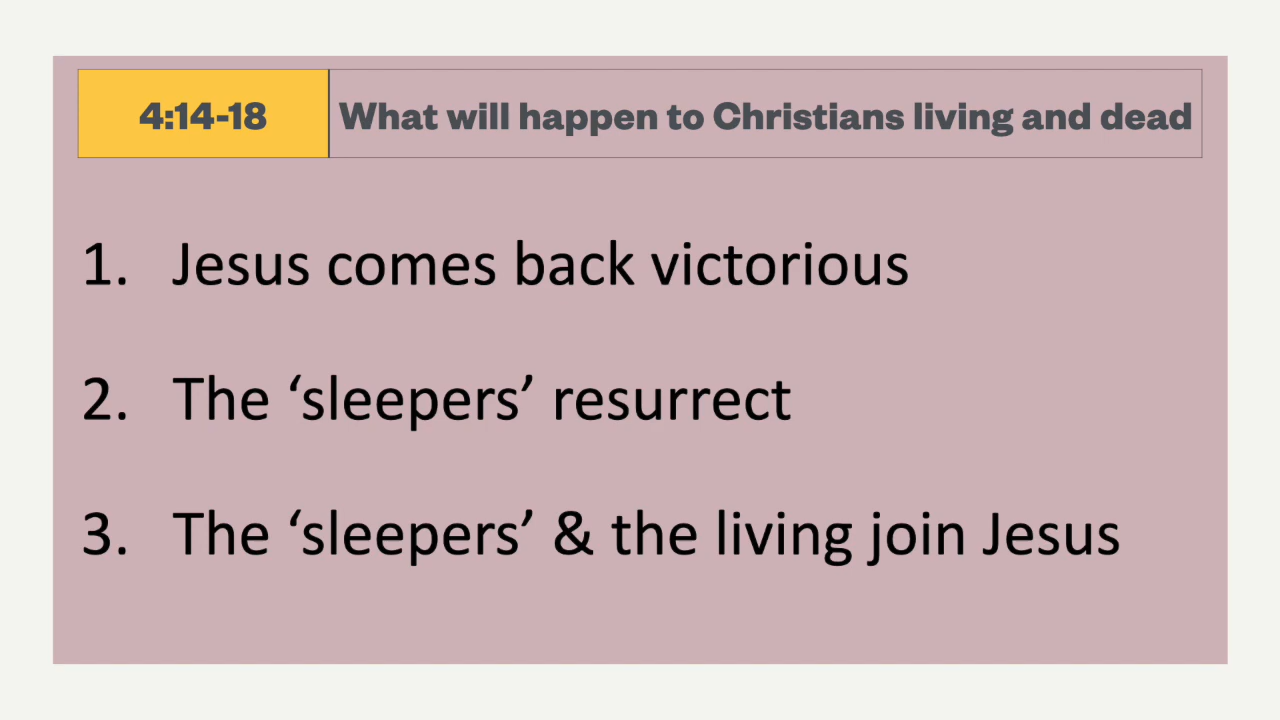 4:14-18 What will happen to Christians living and dead
1. Jesus comes back victorious
2. The ‘sleepers’ resurrect
3. The ‘sleepers’ & the living join Jesus